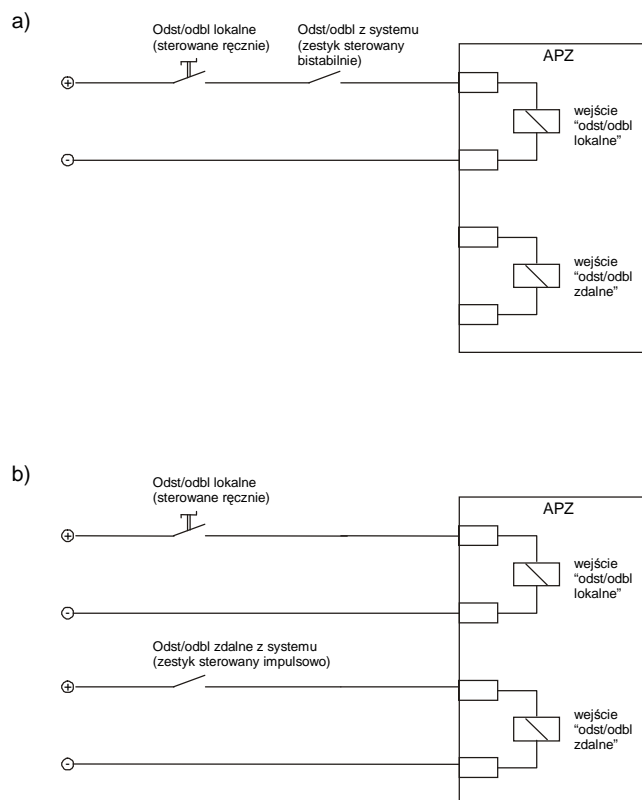 a)
Odst/odbl lokalne
(sterowane ręcznie)
Odst/odbl z systemu
(zestyk sterowany
bistabilnie)
APZ
+
wejście
“odst/odbl
lokalne”
-
wejście
“odst/odbl
zdalne”
b)
Odst/odbl lokalne
(sterowane ręcznie)
APZ
+
wejście
“odst/odbl
lokalne”
-
Odst/odbl zdalne z systemu
(zestyk sterowany impulsowo)
+
wejście
“odst/odbl
zdalne”
-